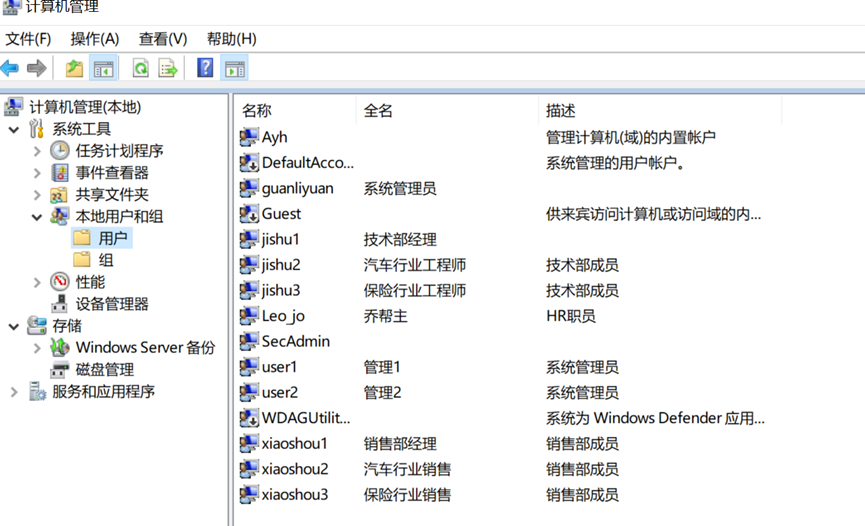 计算机管理
文件(F) 操作(A) 查看(V) 帮助(H)
计算机管理(本地)
系统工具
任务计划程序
事件查看器
共享文件夹
本地用户和组
用户
组
性能
设备管理器
存储
Windows Server 备份
磁盘管理
服务和应用程序
名称 全名 描述
Ayh 管理计算机(域)的内置帐户
DefaultAcco... 系统管理的用户帐户。
guanliyuan 系统管理员
Guest 供来宾访问计算机或访问域的内...
jishu1 技术部经理
jishu2 汽车行业工程师 技术部成员
jishu3 保险行业工程师 技术部成员
Leo_jo 乔帮主 HR职员
SecAdmin
user1 管理1 系统管理员
user2 管理2 系统管理员
WDAGUtilit... 系统为 Windows Defender 应用...
xiaoshou1 销售部经理 销售部成员
xiaoshou2 汽车行业销售 销售部成员
xiaoshou3 保险行业销售 销售部成员